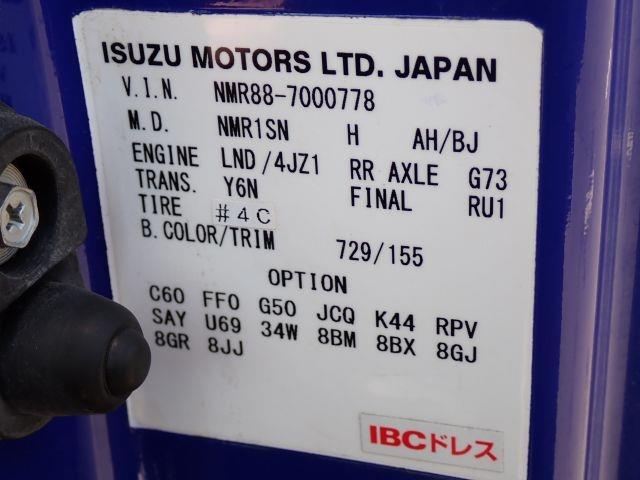 ISUZU MOTORS LTD. JAPAN
V.I.N. NMR88-7000778
M.D. NMR1SN H AH/BJ
ENGINE LND/4JZ1 RR AXLE G73
TRANS. Y6N FINAL RU1
TIRE #4C
B.COLOR/TRIM 729/155
OPTION
C60 FF0 G50 JCQ K44 RPV
SAY U69 34W 8BM 8BX 8GJ
8GR 8JJ
IBCドレス